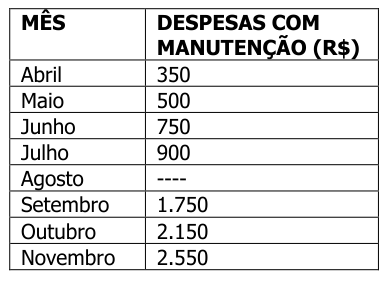 MÊS DESPESAS COM
MANUTENÇÃO (R$)
Abril 350
Maio 500
Junho 750
Julho 900
Agosto ----
Setembro 1.750
Outubro 2.150
Novembro 2.550